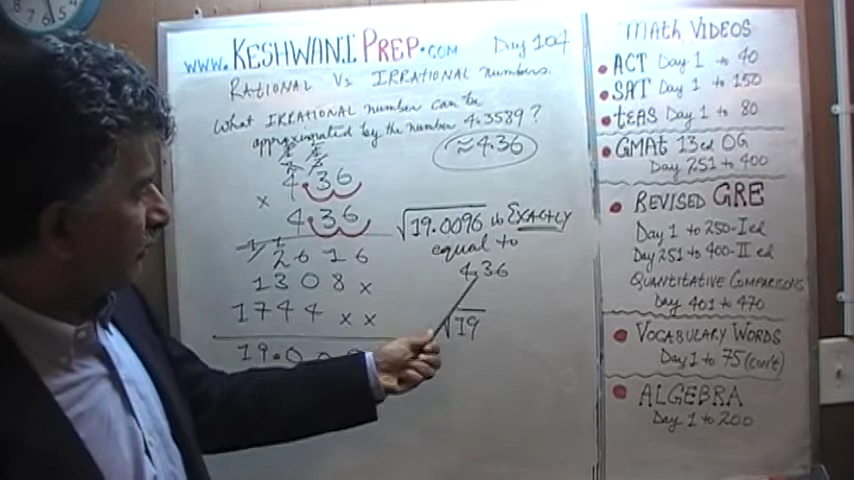 www.KESHWANIPREP.COM Day 104
RATIONAL VS IRRATIONAL numbers.
What IRRATIONAL number can be
approximated by the number 4.3589?
≈4.36
4.36
x 4.36
2616
1308 x
1744 x x
19.00
√19.0096 is EXACTLY
equal to
4.36
√19
Math VIDEOS
ACT Day 1 to 40
SAT Day 1 to 150
tEAS Day 1 to 80
GMAt 13ed OG
Day 251 to 400
REVISED GRE
Day 1 to 250-I ed
Day 251 to 400-II ed
QUANTITATIVE COMPARISONS
Day 401 to 470
VOCABULARY WORDS
Day 1 to 75 (con't)
ALGEBRA
Day 1 to 200